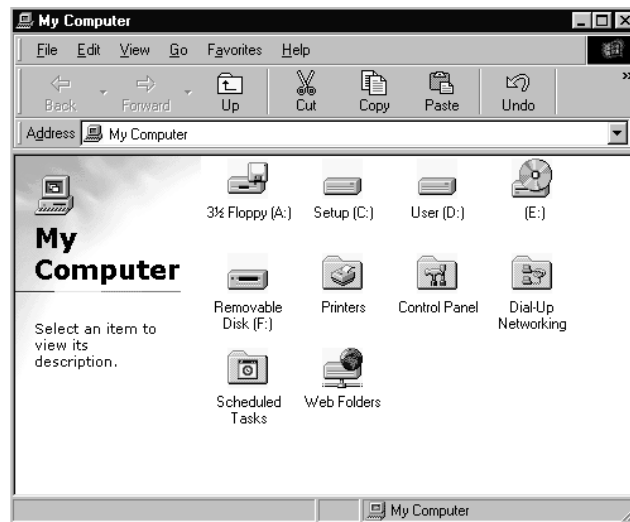 My Computer
File Edit View Go Favorites Help
Back Forward Up Cut Copy Paste Undo »
Address My Computer
3½ Floppy (A:) Setup (C:) User (D:) (E:)
My
Computer
Removable
Disk (F:)
Printers Control Panel Dial-Up
Networking
Select an item to
view its
description.
Scheduled
Tasks
Web Folders
My Computer